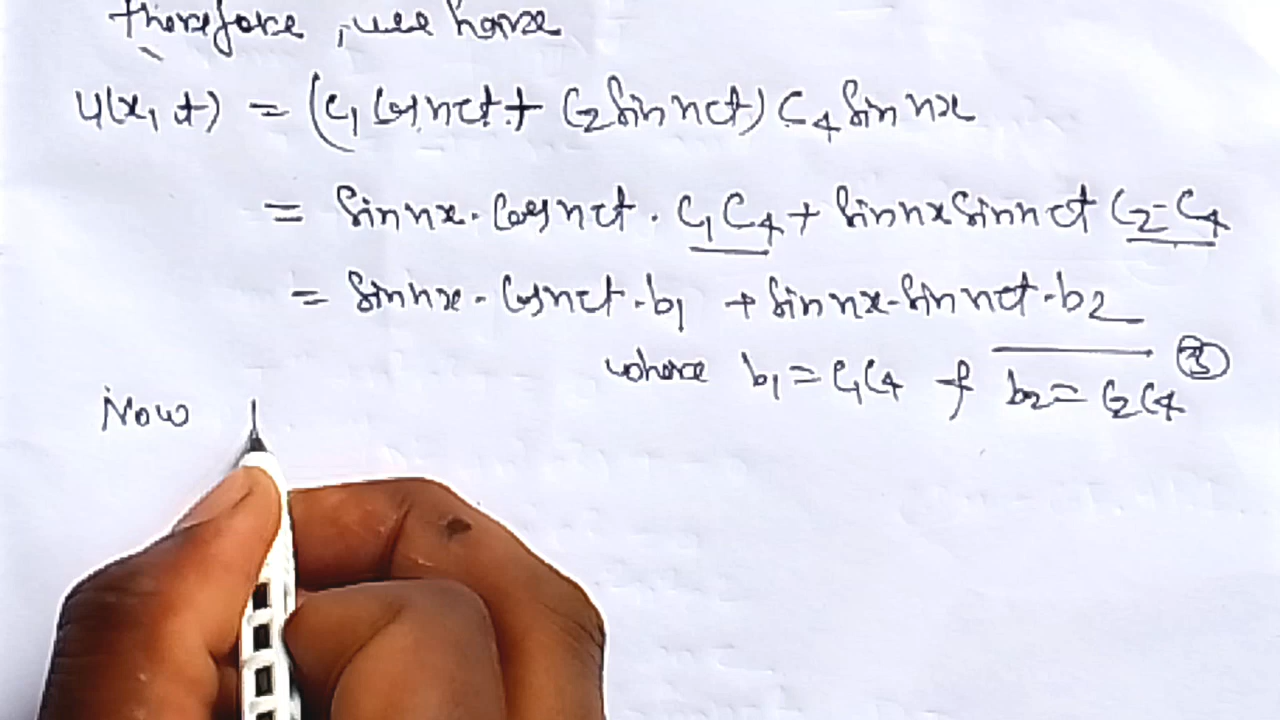 therefore, we have
u(x, t) = (C₁ cos nct + C₂ sin nct) C₄ sin nx
= sin nx · cos nct · C₁C₄ + sin nx sin nct C₂-C₄
= sin nx · cos nct · b₁ + sin nx · sin nct · b₂
③
where b₁ = C₁C₄ & b₂ = C₂C₄
Now